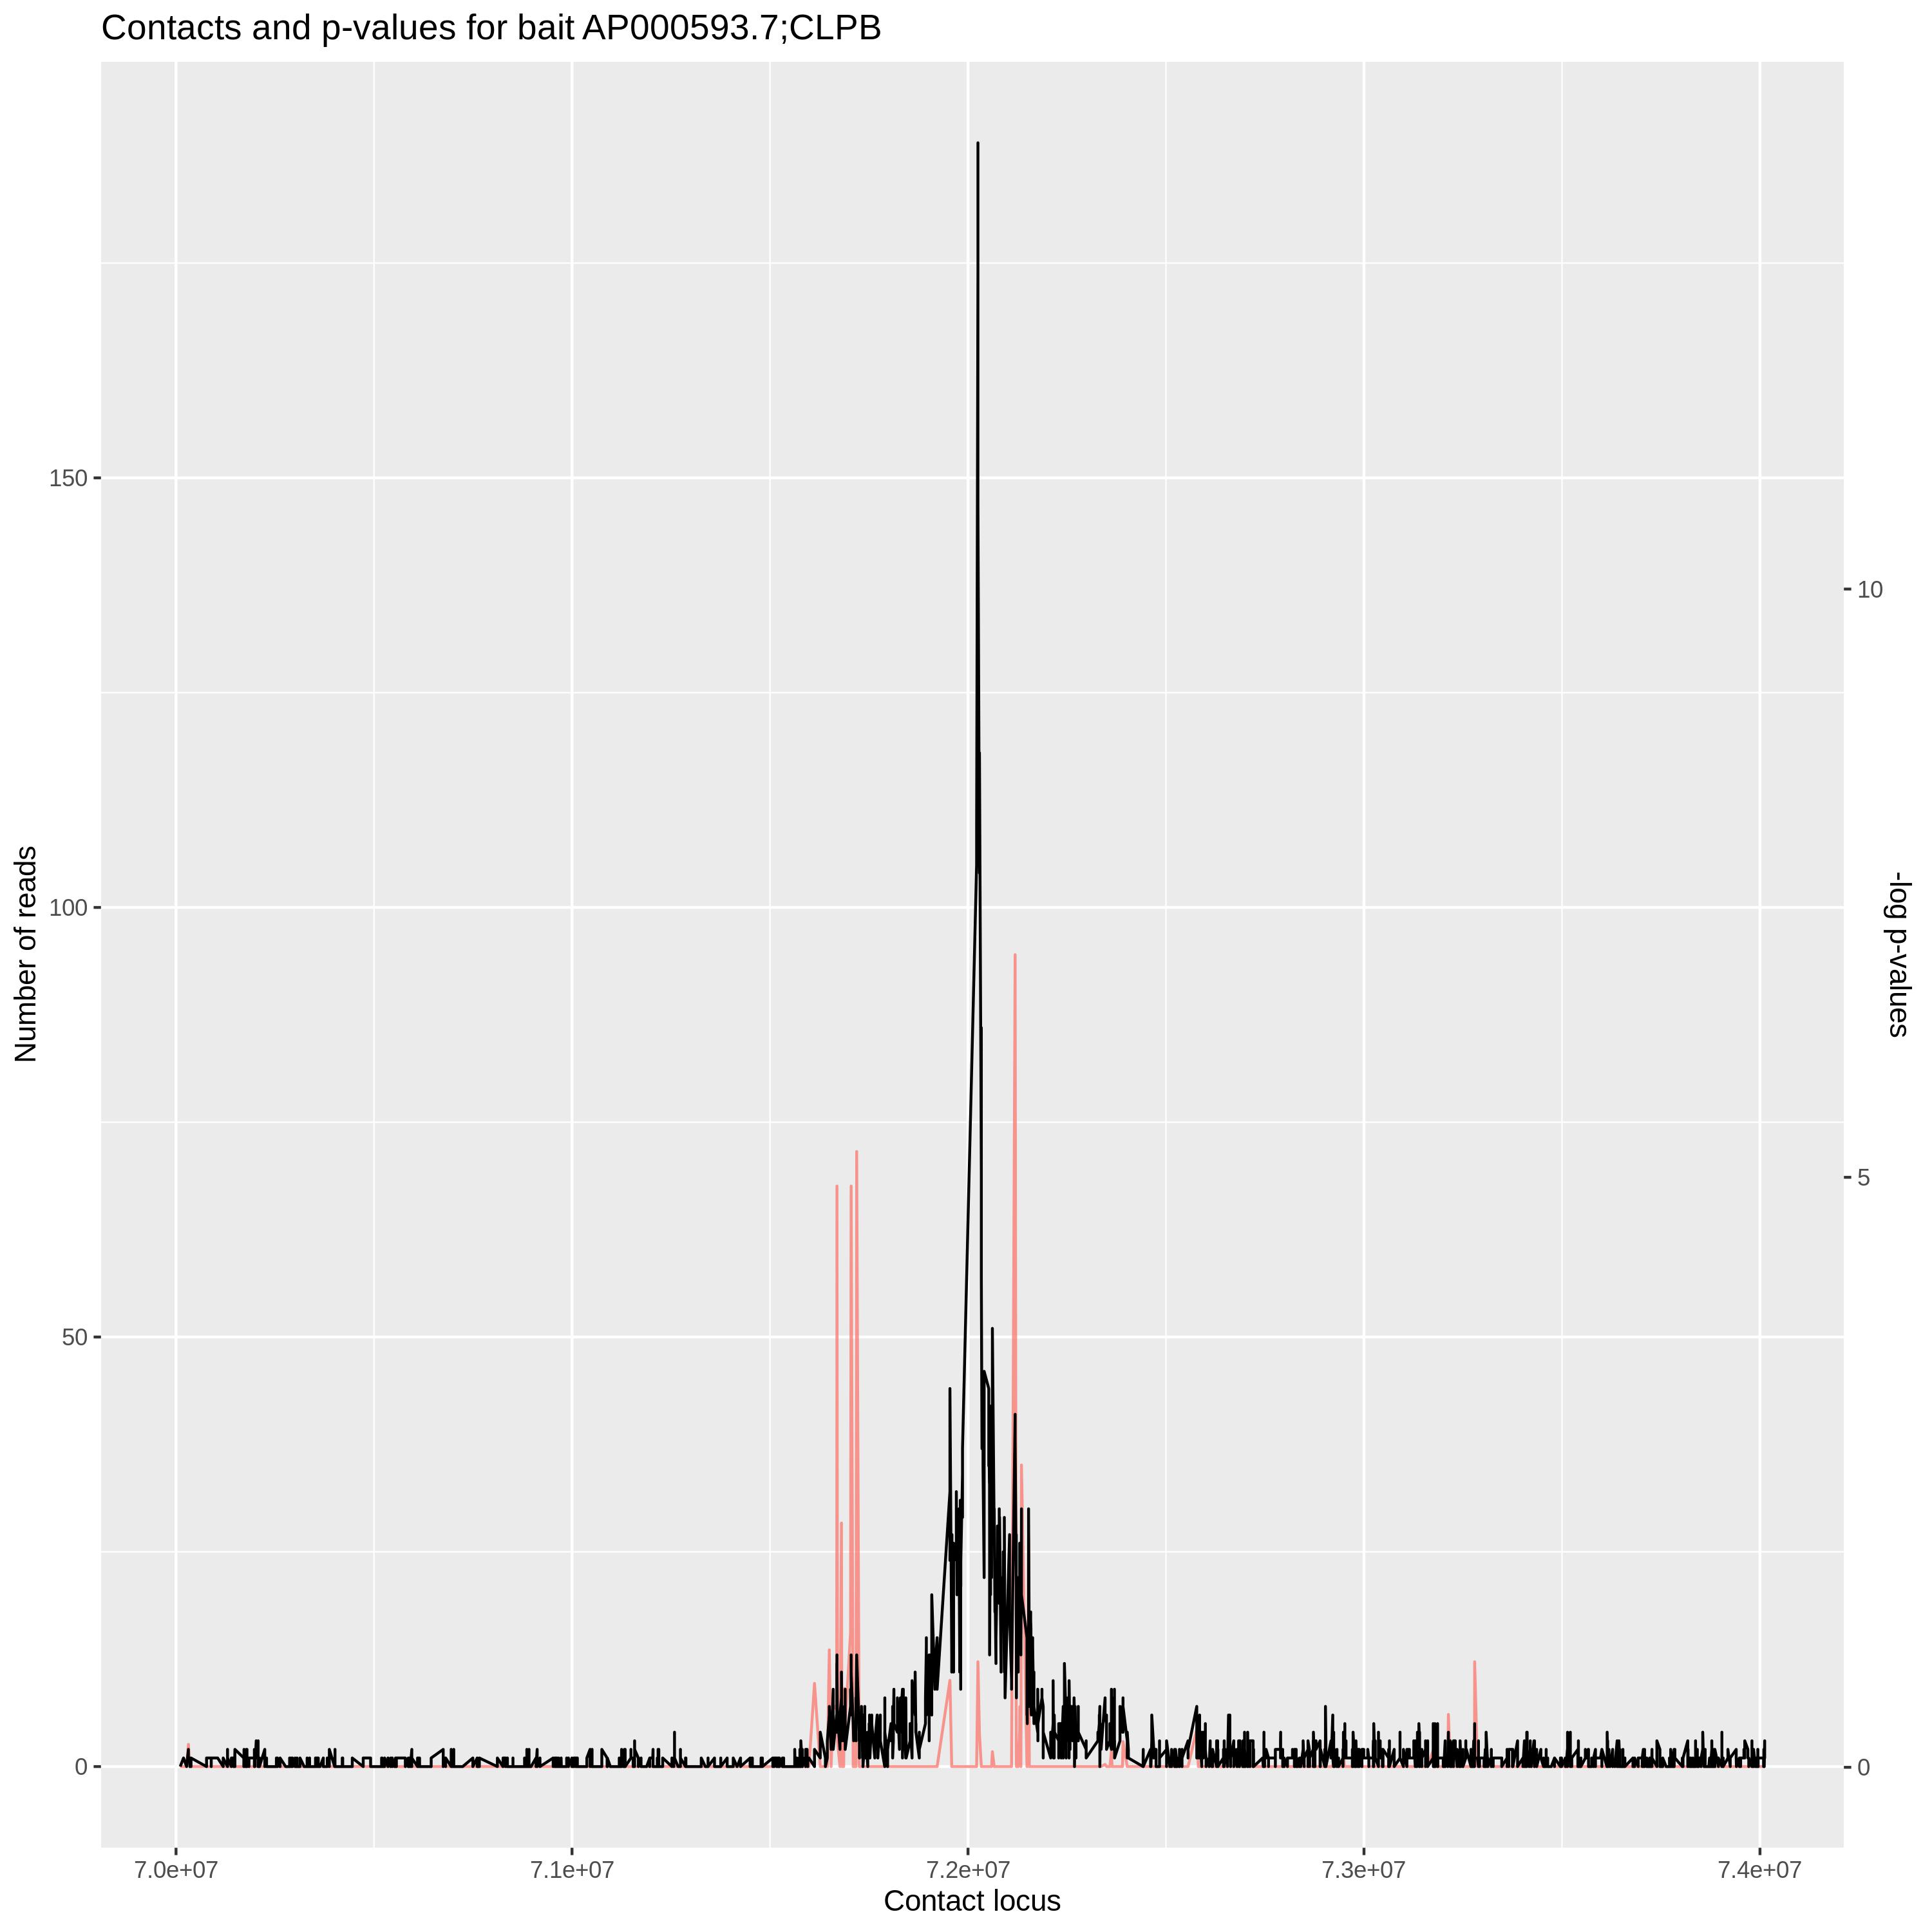 Contacts and p-values for bait AP000593.7;CLPB
Number of reads
150
100
50
0
10
5
0
-log p-values
7.0e+07 7.1e+07 7.2e+07 7.3e+07 7.4e+07
Contact locus